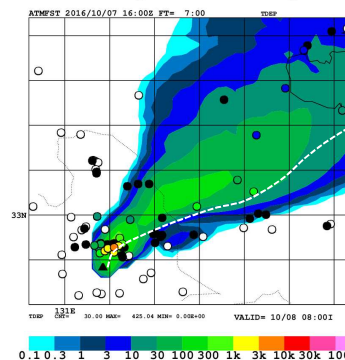 ATMFST 2016/10/07 16:00Z FT= 7:00 TDEP
33N
131E
TDEP CNT= 30.00 MAX= 425.04 MIN= 0.00E+00 VALID= 10/08 08:00I
0.1 0.3 1 3 10 30 100 300 1k 3k 10k 30k 100